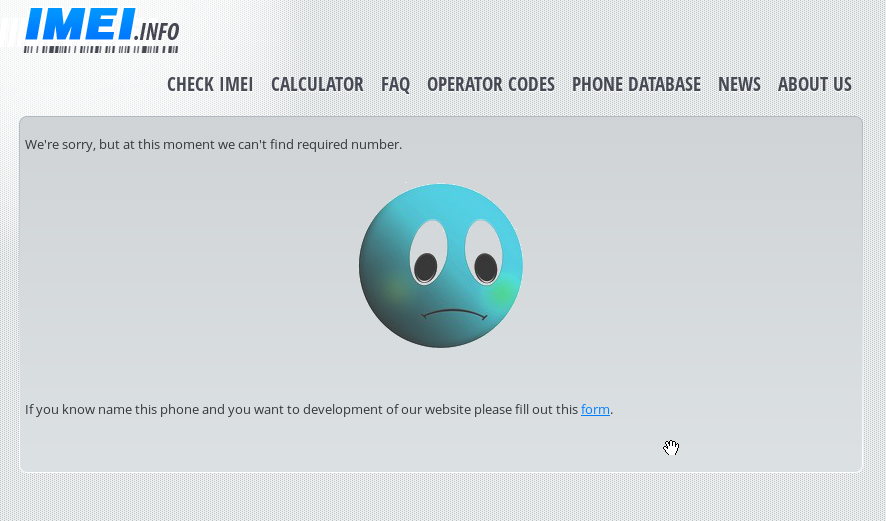 IMEI.INFO
CHECK IMEI CALCULATOR FAQ OPERATOR CODES PHONE DATABASE NEWS ABOUT US
We're sorry, but at this moment we can't find required number.
If you know name this phone and you want to development of our website please fill out this form.